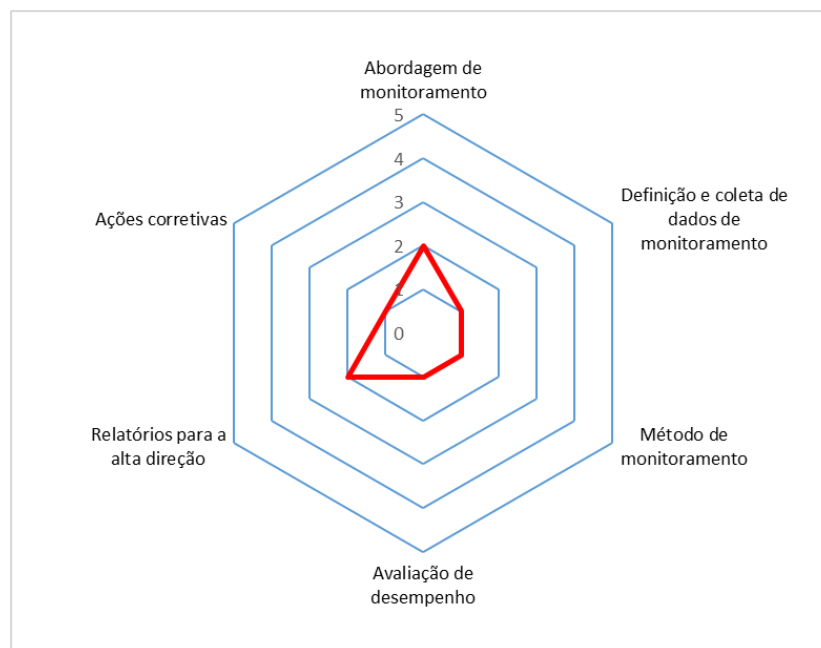 Abordagem de
monitoramento
5
4
3
2
1
0
Definição e coleta de
dados de
monitoramento
Método de
monitoramento
Avaliação de
desempenho
Relatórios para a
alta direção
Ações corretivas